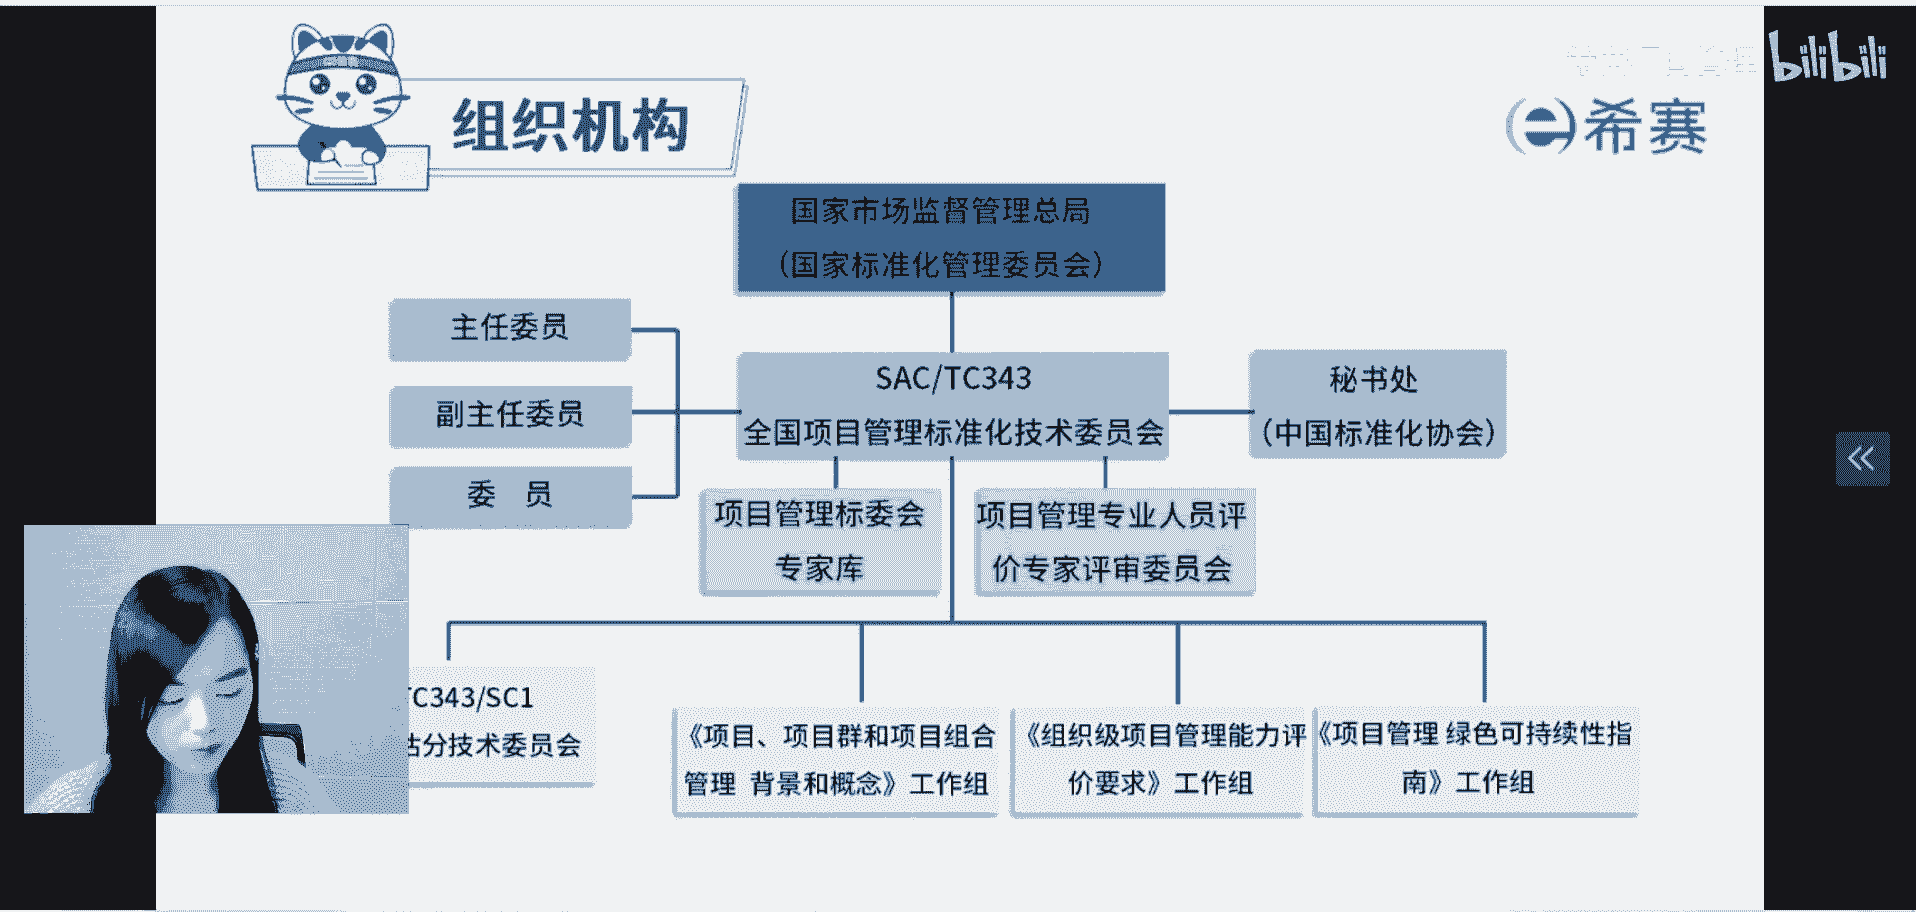 bilibili
希赛
组织机构
国家市场监督管理总局
（国家标准化管理委员会）
主任委员
副主任委员
委 员
SAC/TC343
全国项目管理标准化技术委员会
秘书处
（中国标准化协会）
项目管理标委会
专家库
项目管理专业人员评
价专家评审委员会
TC343/SC1
估分技术委员会
《项目、项目群和项目组合
管理 背景和概念》工作组
《组织级项目管理能力评
价要求》工作组
《项目管理 绿色可持续性指
南》工作组